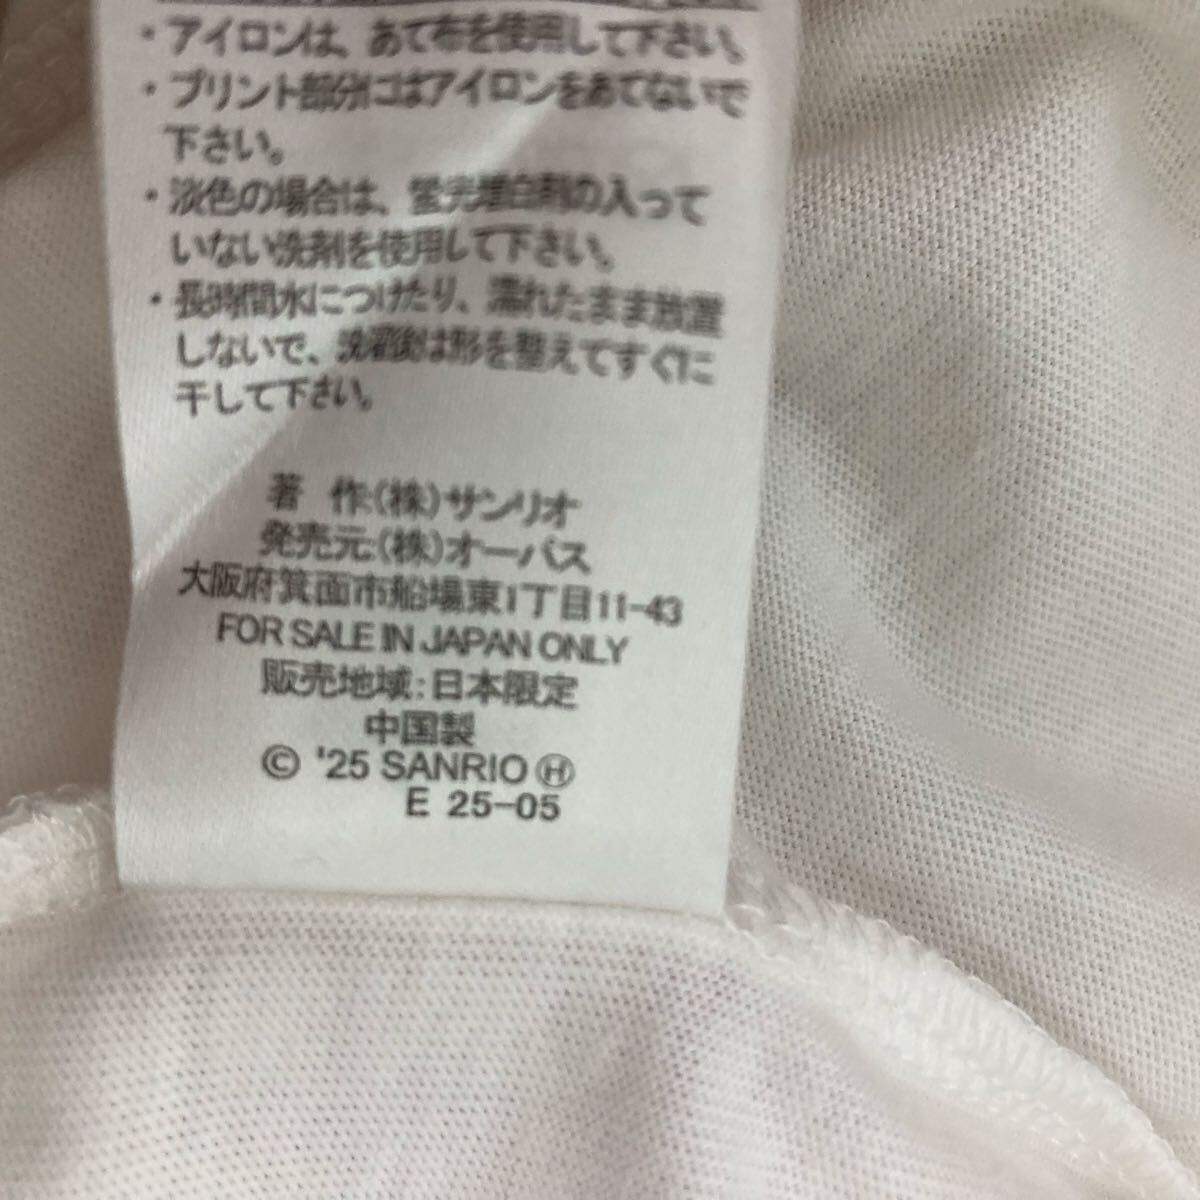 ・アイロンは、あて布を使用して下さい。
・プリント部分にはアイロンをあてないで
下さい。
・淡色の場合は、蛍光増白剤の入って
いない洗剤を使用して下さい。
・長時間水につけたり、濡れたまま放置
しないで、洗濯後は形を整えてすぐに
干して下さい。
著 作:(株)サンリオ
発売元:(株)オーパス
大阪府箕面市船場東1丁目11-43
FOR SALE IN JAPAN ONLY
販売地域:日本限定
中国製
© '25 SANRIO Ⓗ
E 25-05